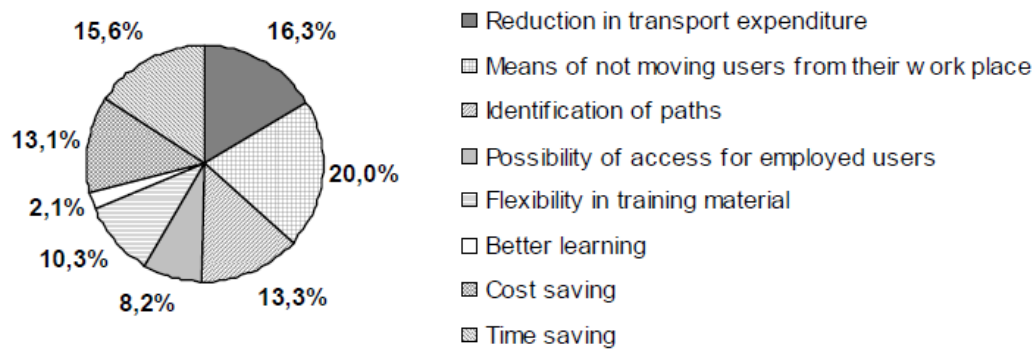 15,6%
16,3%
13,1%
20,0%
2,1%
10,3%
8,2%
13,3%
Reduction in transport expenditure
Means of not moving users from their work place
Identification of paths
Possibility of access for employed users
Flexibility in training material
Better learning
Cost saving
Time saving